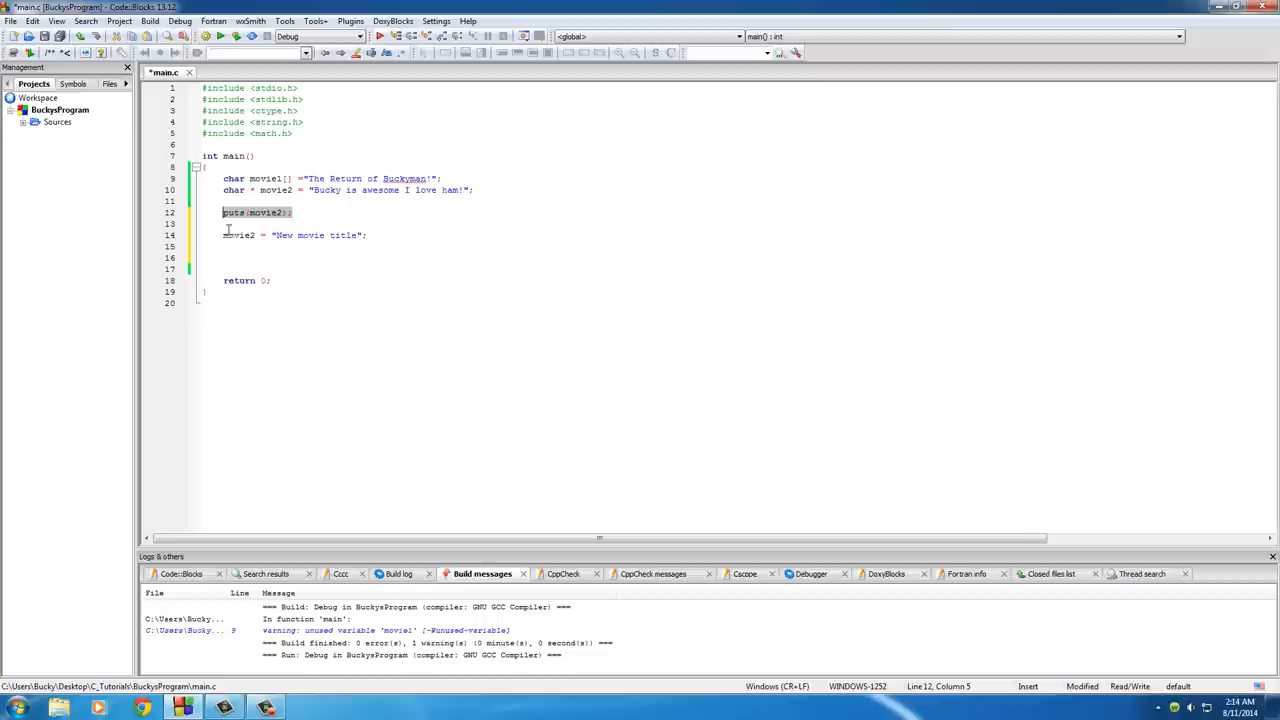 *main.c [BuckysProgram] - Code::Blocks 13.12
File Edit View Search Project Build Debug Fortran wxSmith Tools Tools+ Plugins DoxyBlocks Settings Help
Debug <global> main() : int
Management
Projects Symbols Files
Workspace
BuckysProgram
Sources
*main.c
1 #include <stdio.h>
2 #include <stdlib.h>
3 #include <ctype.h>
4 #include <string.h>
5 #include <math.h>
6
7 int main()
8 {
9 char movie1[] ="The Return of Buckyman!";
10 char * movie2 = "Bucky is awesome I love ham!";
11
12 puts(movie2);
13
14 movie2 = "New movie title";
15
16
17
18 return 0;
19 }
20
Logs & others
Code::Blocks Search results Cccc Build log Build messages CppCheck CppCheck messages Cscope Debugger DoxyBlocks Fortran info Closed files list Thread search
File Line Message
=== Build: Debug in BuckysProgram (compiler: GNU GCC Compiler) ===
C:\Users\Bucky... In function 'main':
C:\Users\Bucky... 9 warning: unused variable 'movie1' [-Wunused-variable]
=== Build finished: 0 error(s), 1 warning(s) (0 minute(s), 0 second(s)) ===
=== Run: Debug in BuckysProgram (compiler: GNU GCC Compiler) ===
C:\Users\Bucky\Desktop\C_Tutorials\BuckysProgram\main.c Windows (CR+LF) WINDOWS-1252 Line 12, Column 5 Insert Modified Read/Write default
2:14 AM
8/11/2014